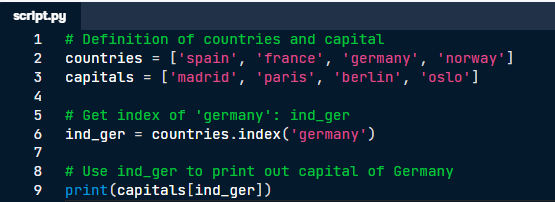 script.py
1 # Definition of countries and capital
2 countries = ['spain', 'france', 'germany', 'norway']
3 capitals = ['madrid', 'paris', 'berlin', 'oslo']
4
5 # Get index of 'germany': ind_ger
6 ind_ger = countries.index('germany')
7
8 # Use ind_ger to print out capital of Germany
9 print(capitals[ind_ger])